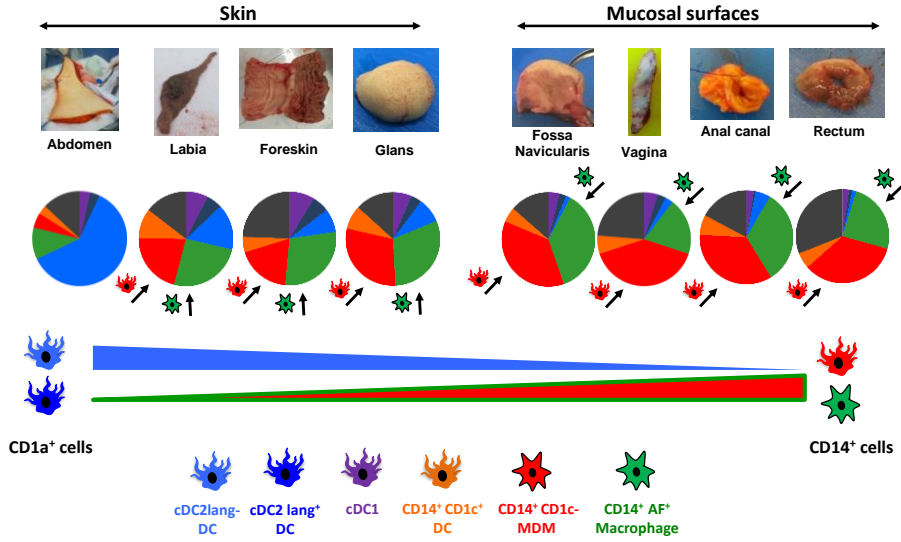 Skin
Mucosal surfaces
Abdomen
Labia
Foreskin
Glans
Fossa
Navicularis
Vagina
Anal canal
Rectum
CD1a⁺ cells
CD14⁺ cells
cDC2lang-
DC
cDC2 lang⁺
DC
cDC1
CD14⁺ CD1c⁺
DC
CD14⁺ CD1c-
MDM
CD14⁺ AF⁺
Macrophage